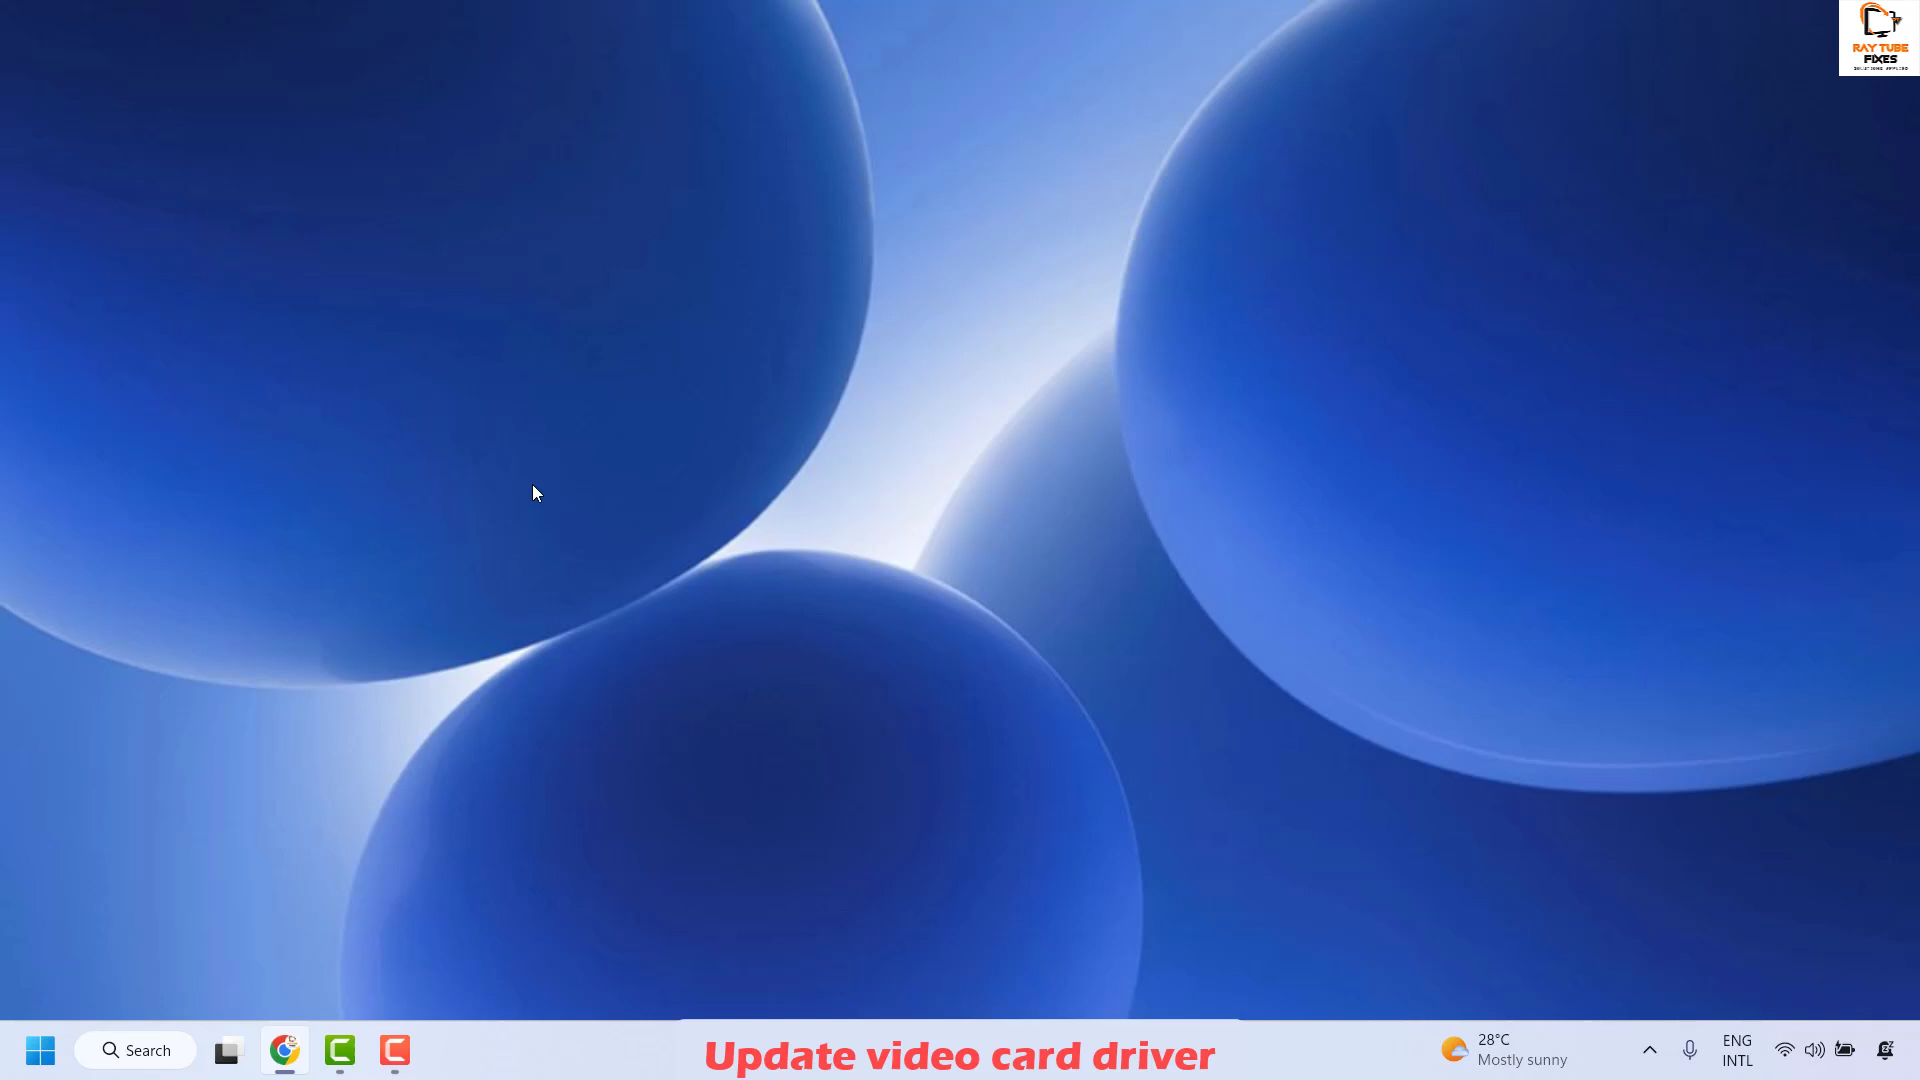 RAY TUBE
FIXES
Search
Update video card driver
28°C
Mostly sunny
ENG
INTL